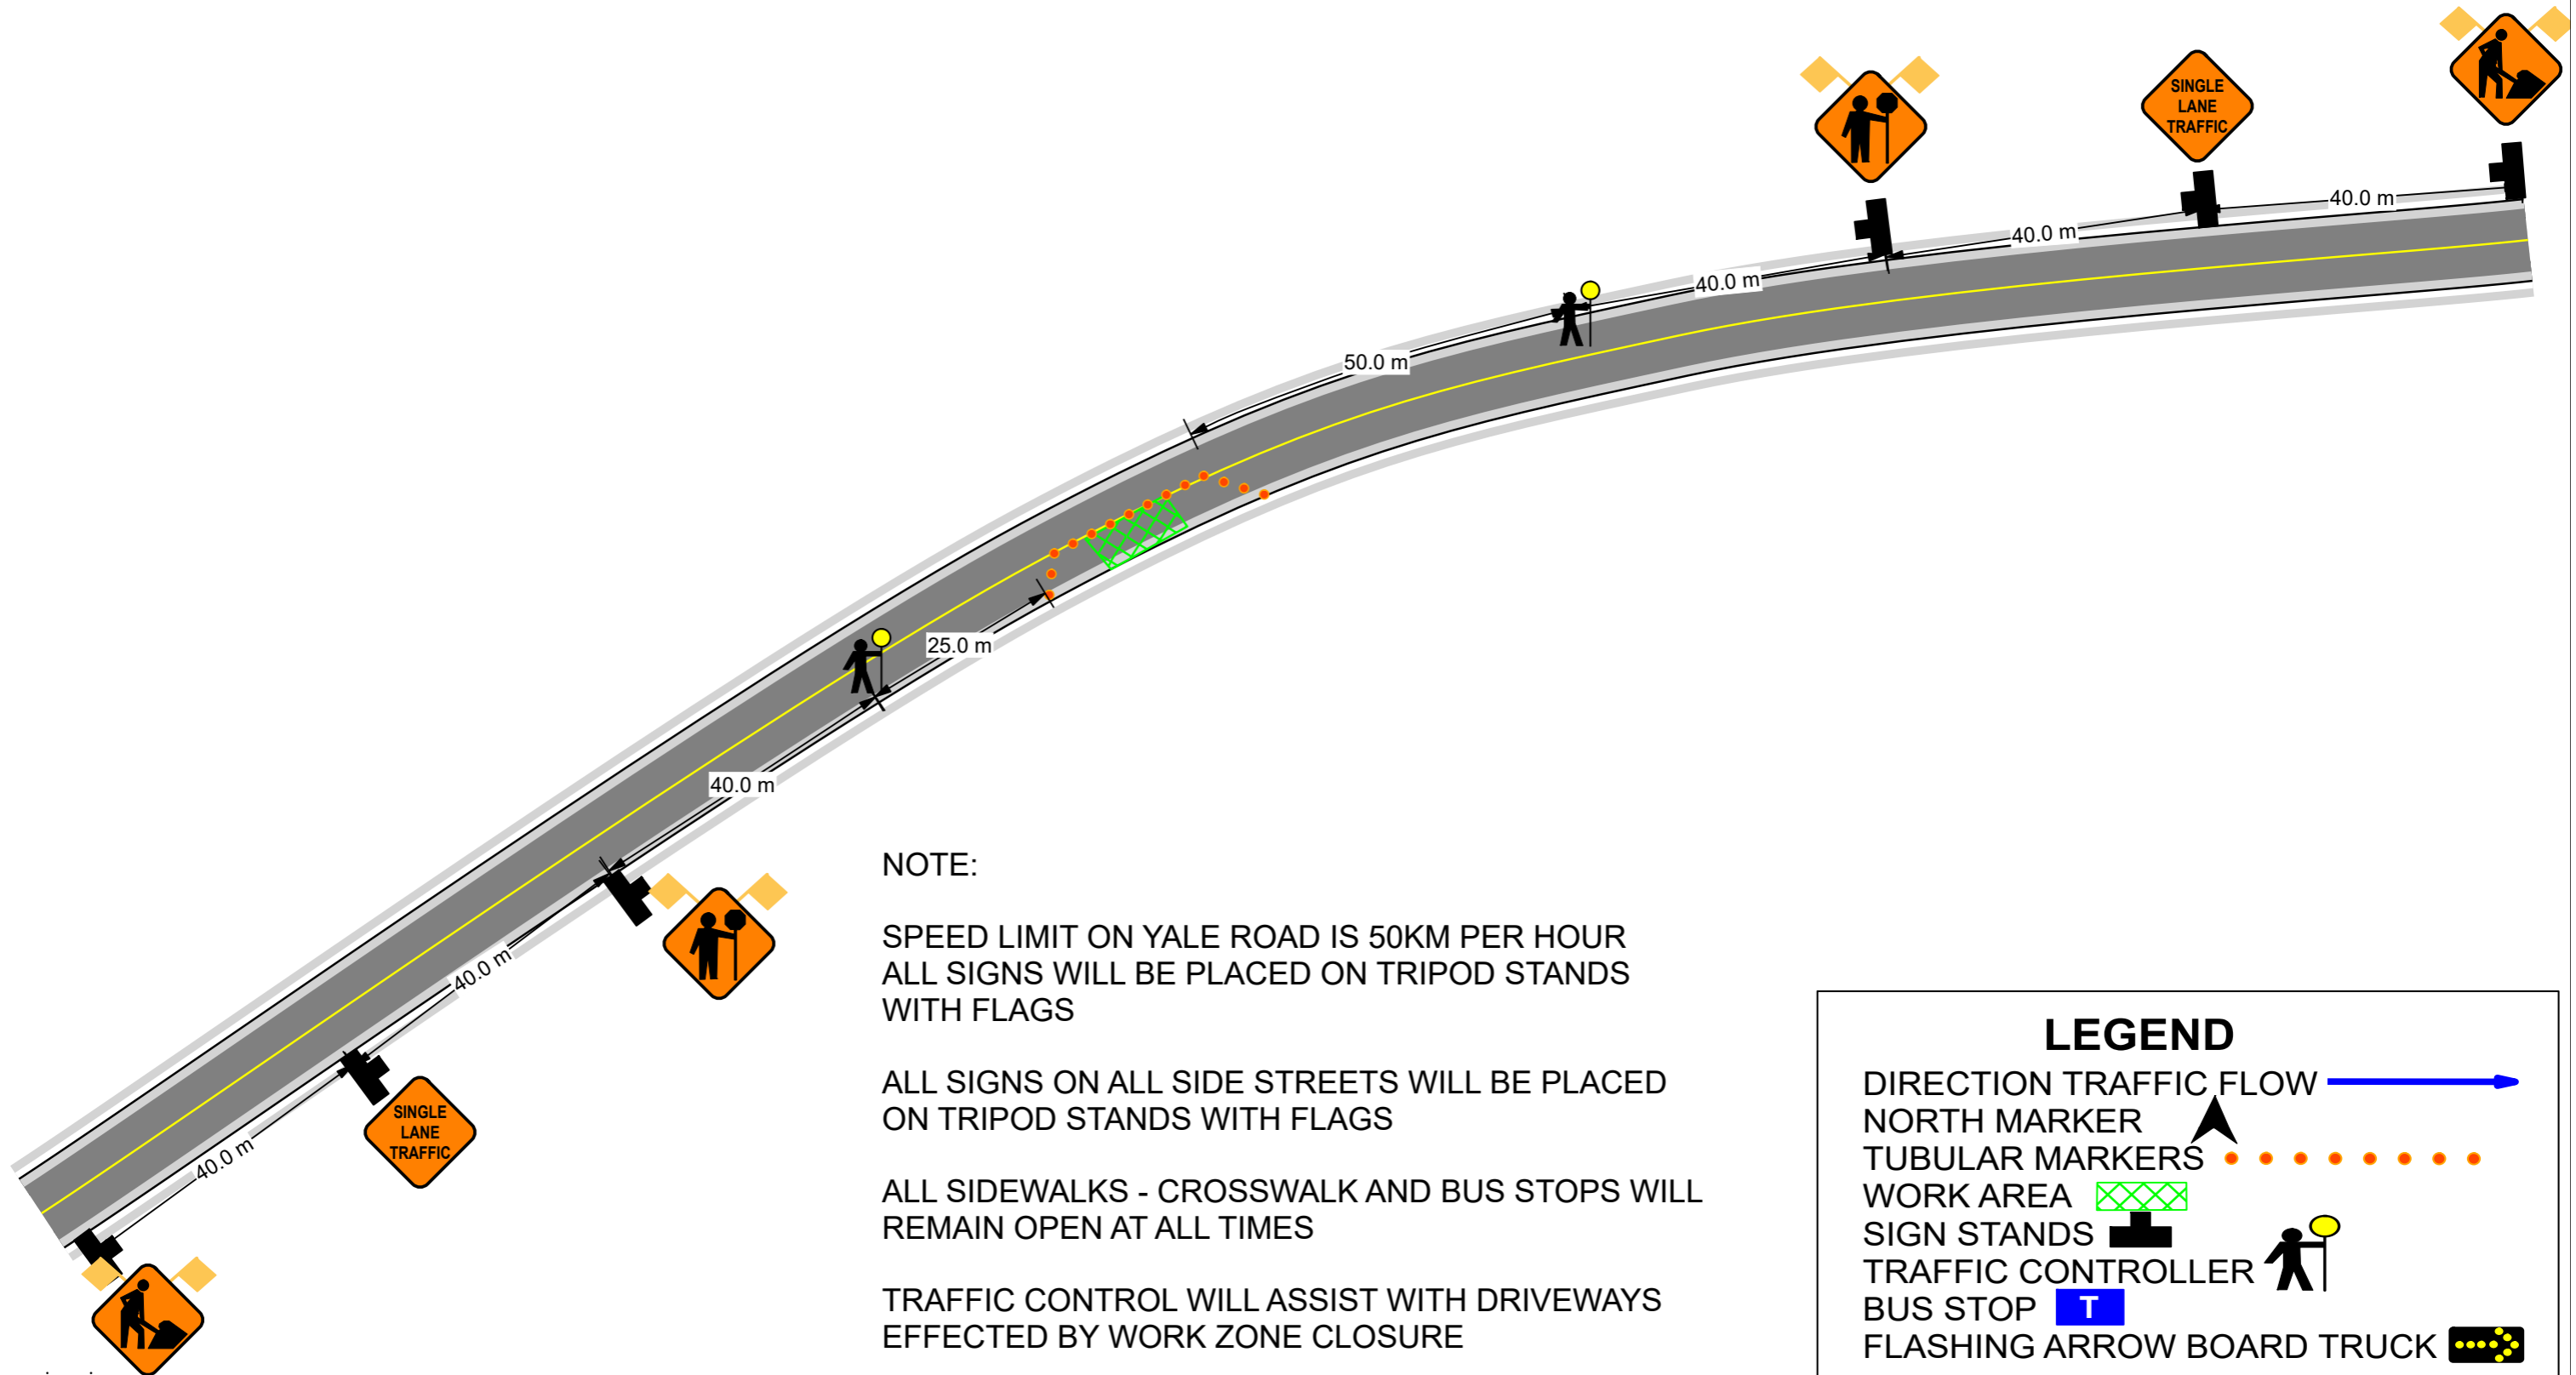 SINGLE
LANE
TRAFFIC
40.0 m
40.0 m
40.0 m
50.0 m
25.0 m
40.0 m
40.0 m
SINGLE
LANE
TRAFFIC
40.0 m
NOTE:
SPEED LIMIT ON YALE ROAD IS 50KM PER HOUR
ALL SIGNS WILL BE PLACED ON TRIPOD STANDS
WITH FLAGS
ALL SIGNS ON ALL SIDE STREETS WILL BE PLACED
ON TRIPOD STANDS WITH FLAGS
ALL SIDEWALKS - CROSSWALK AND BUS STOPS WILL
REMAIN OPEN AT ALL TIMES
TRAFFIC CONTROL WILL ASSIST WITH DRIVEWAYS
EFFECTED BY WORK ZONE CLOSURE
LEGEND
DIRECTION TRAFFIC FLOW
NORTH MARKER
TUBULAR MARKERS
WORK AREA
SIGN STANDS
TRAFFIC CONTROLLER
BUS STOP T
FLASHING ARROW BOARD TRUCK